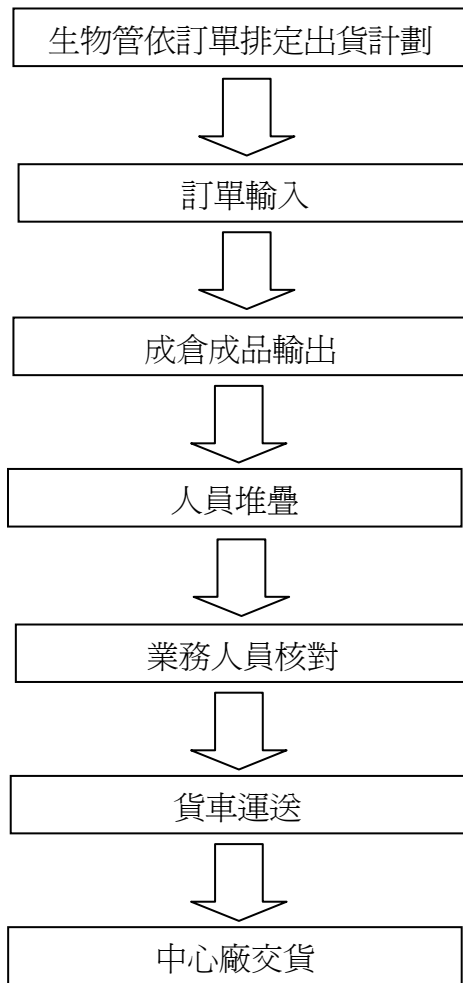 生物管依訂單排定出貨計劃
訂單輸入
成倉成品輸出
人員堆疊
業務人員核對
貨車運送
中心廠交貨